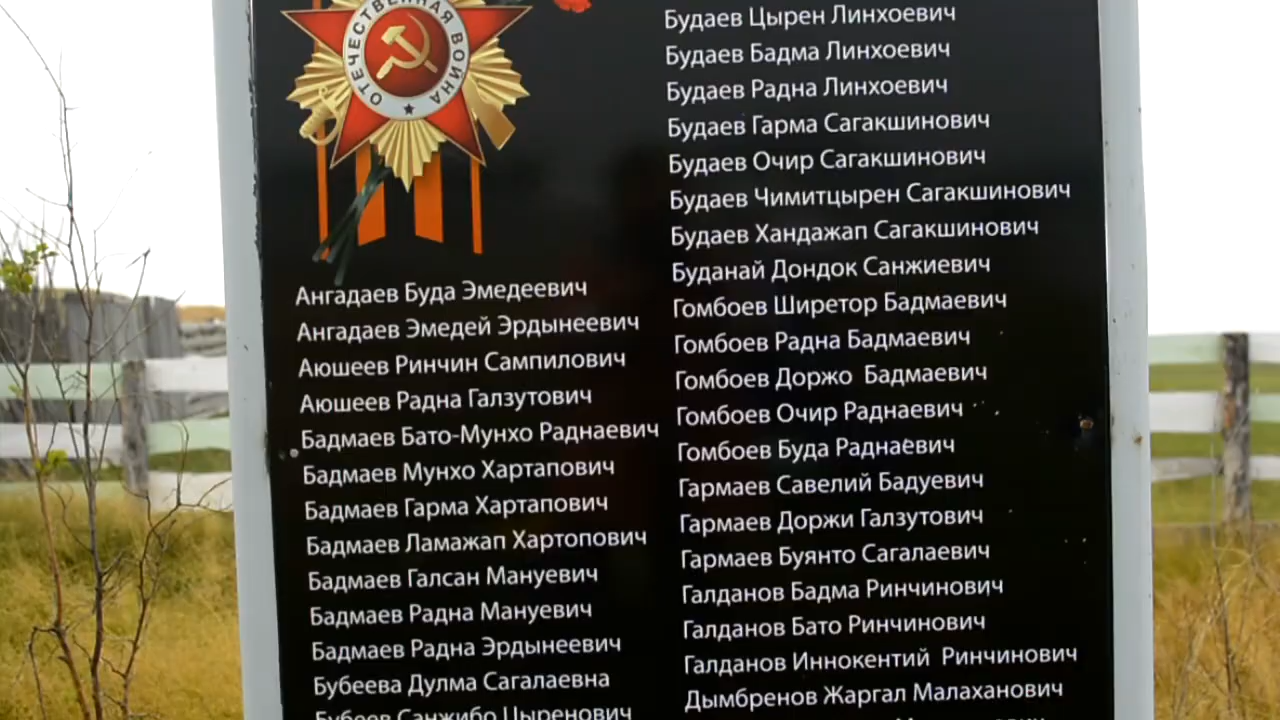 ОТЕЧЕСТВЕННАЯ ВОЙНА
Ангадаев Буда Эмедеевич
Ангадаев Эмедей Эрдынеевич
Аюшеев Ринчин Сампилович
Аюшеев Радна Галзутович
Бадмаев Бато-Мунхо Раднаевич
Бадмаев Мунхо Хартапович
Бадмаев Гарма Хартапович
Бадмаев Ламажап Хартопович
Бадмаев Галсан Мануевич
Бадмаев Радна Мануевич
Бадмаев Радна Эрдынеевич
Бубеева Дулма Сагалаевна
Бубеев Санжибо Цыренович
Будаев Цырен Линхоевич
Будаев Бадма Линхоевич
Будаев Радна Линхоевич
Будаев Гарма Сагакшинович
Будаев Очир Сагакшинович
Будаев Чимитцырен Сагакшинович
Будаев Хандажап Сагакшинович
Буданай Дондок Санжиевич
Гомбоев Ширетор Бадмаевич
Гомбоев Радна Бадмаевич
Гомбоев Доржо Бадмаевич
Гомбоев Очир Раднаевич
Гомбоев Буда Раднаевич
Гармаев Савелий Бадуевич
Гармаев Доржи Галзутович
Гармаев Буянто Сагалаевич
Галданов Бадма Ринчинович
Галданов Бато Ринчинович
Галданов Иннокентий Ринчинович
Дымбренов Жаргал Малаханович